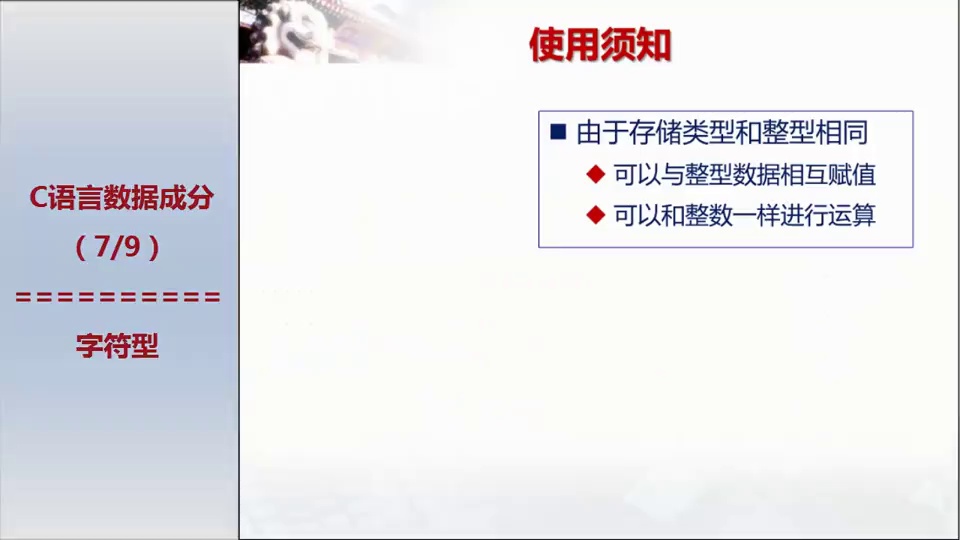 C语言数据成分
（7/9）
==========
字符型
使用须知
由于存储类型和整型相同
可以与整型数据相互赋值
可以和整数一样进行运算